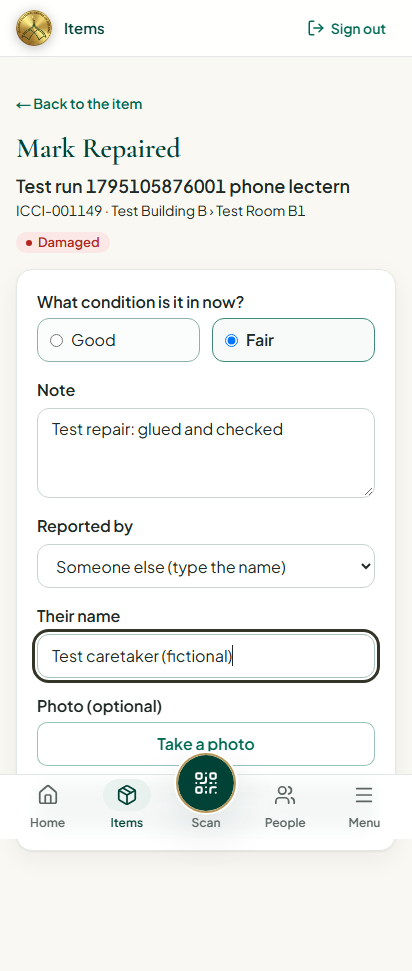 Items
Sign out
← Back to the item
Mark Repaired
Test run 1795105876001 phone lectern
ICCI-001149 · Test Building B › Test Room B1
Damaged
What condition is it in now?
Good
Fair
Note
Test repair: glued and checked
Reported by
Someone else (type the name)
Their name
Test caretaker (fictional)
Photo (optional)
Take a photo
Home
Items
Scan
People
Menu